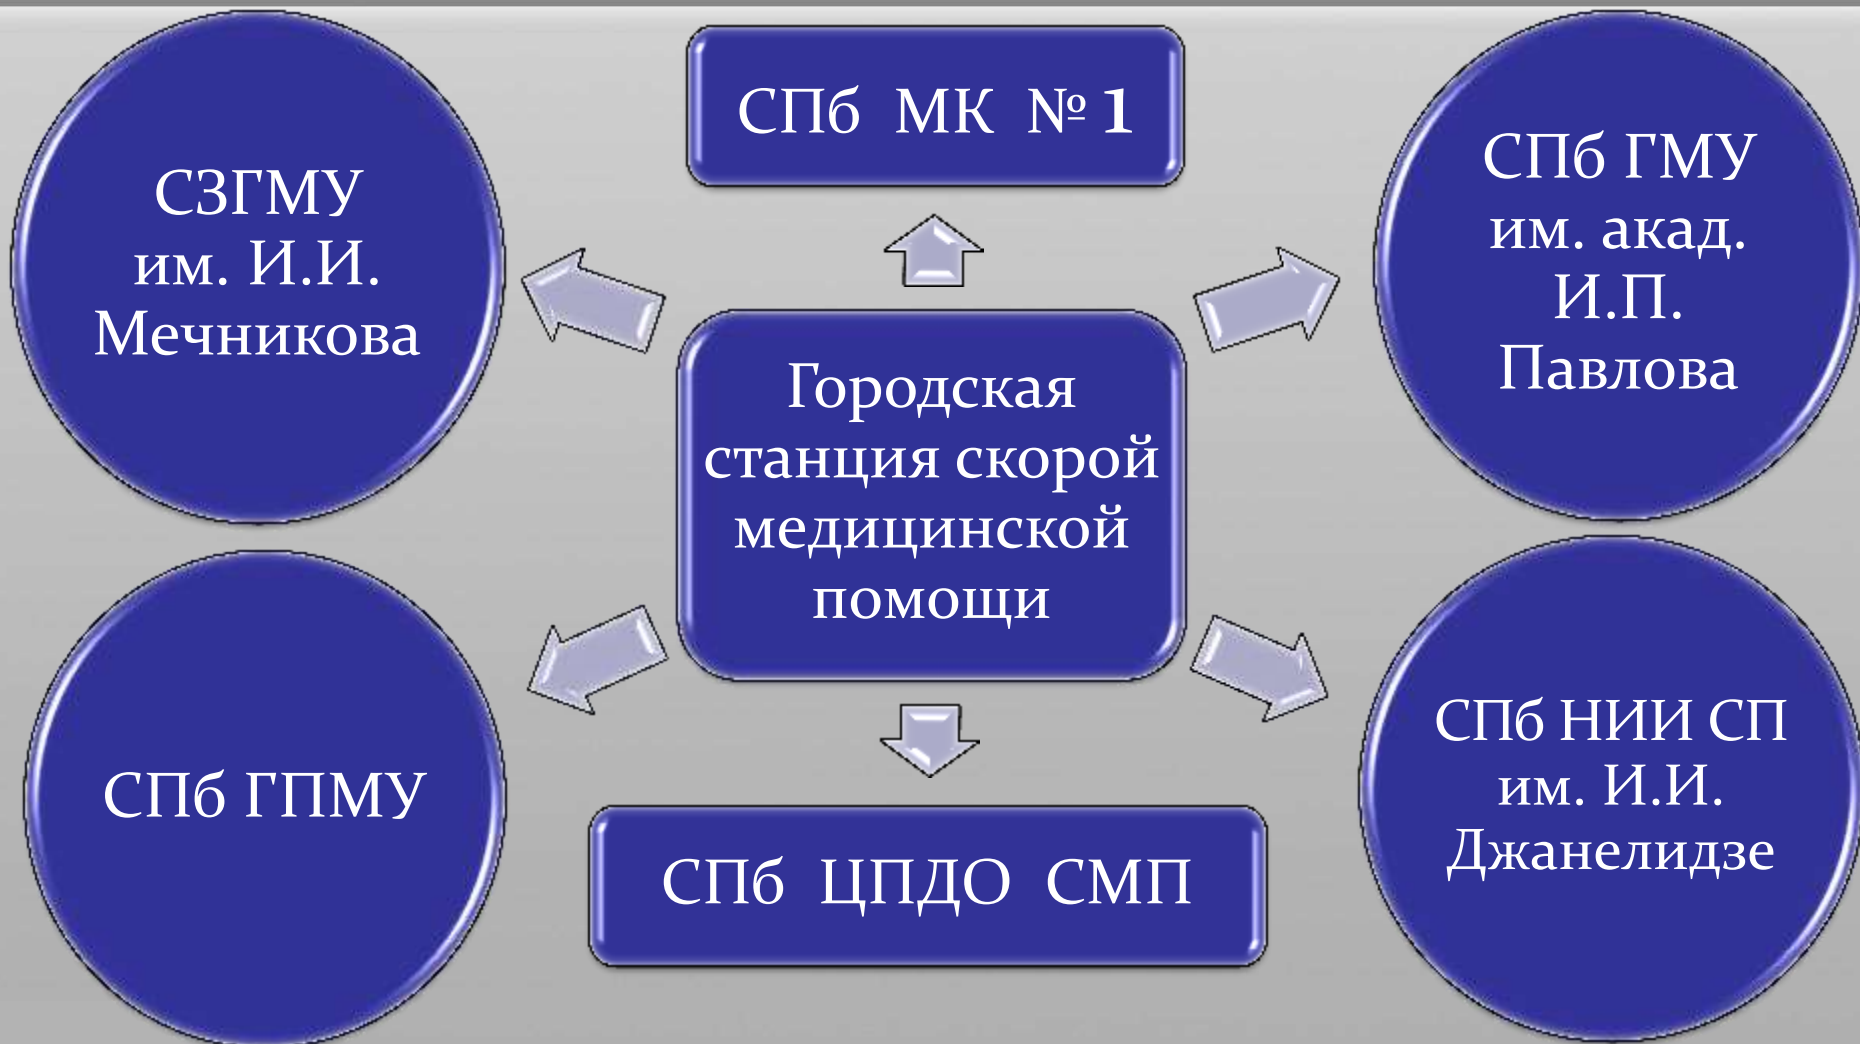 СПб МК № 1
СЗГМУ
им. И.И.
Мечникова
СПб ГМУ
им. акад.
И.П.
Павлова
Городская
станция скорой
медицинской
помощи
СПб ГПМУ
СПб НИИ СП
им. И.И.
Джанелидзе
СПб ЦПДО СМП